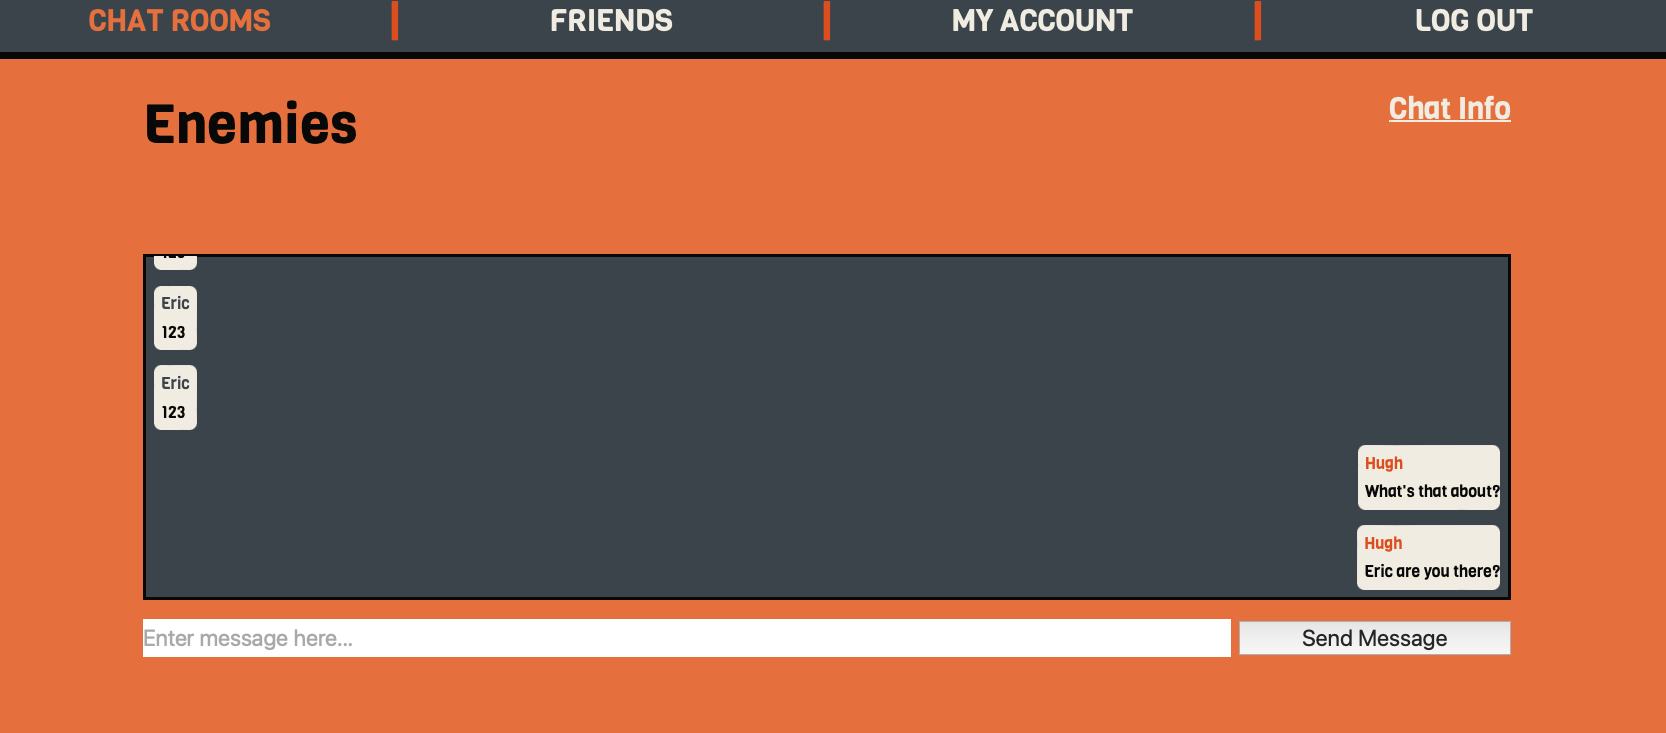 CHAT ROOMS
FRIENDS
MY ACCOUNT
LOG OUT
Enemies
Chat Info
Eric
123
Eric
123
Hugh
What's that about?
Hugh
Eric are you there?
Enter message here...
Send Message